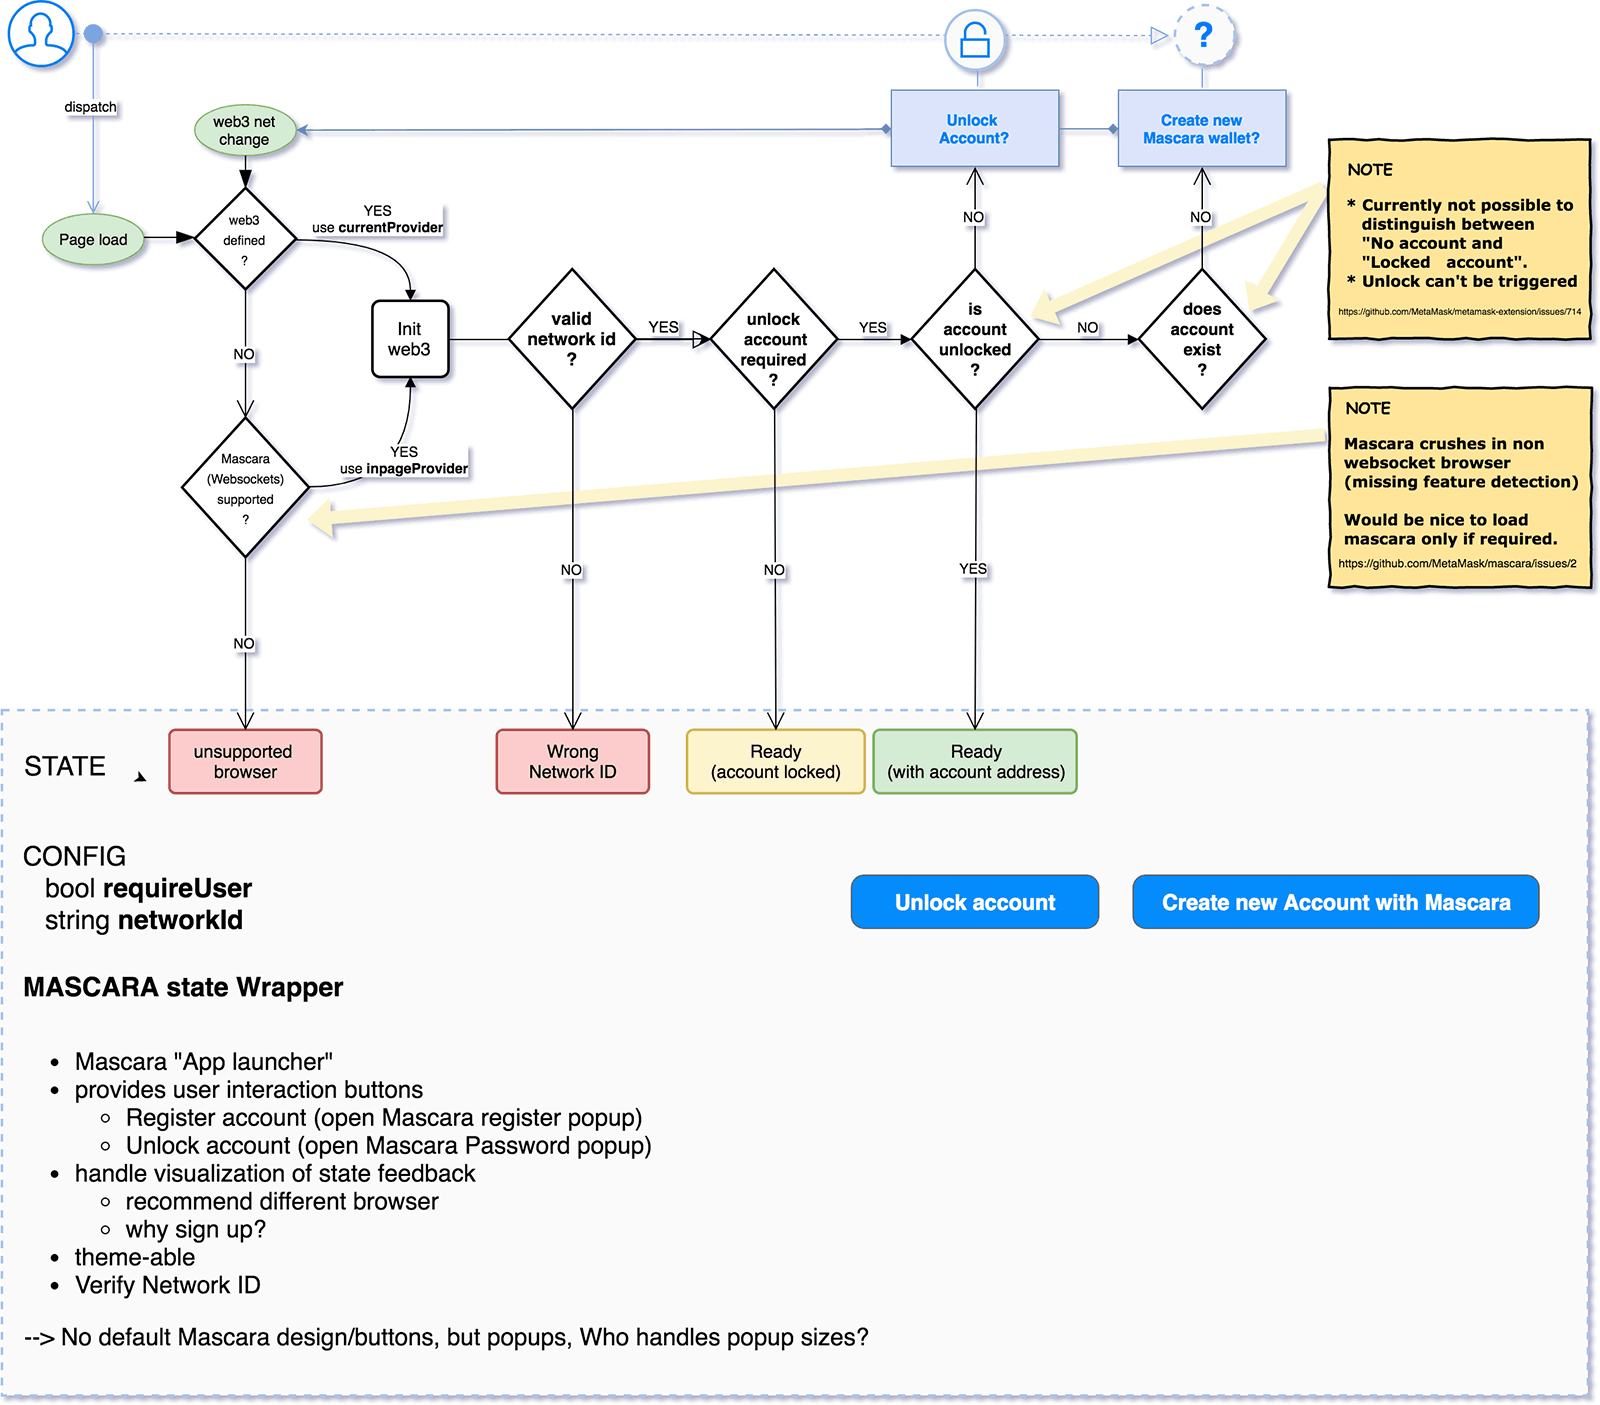 ?
dispatch
web3 net
change
Unlock
Account?
Create new
Mascara wallet?
NOTE
* Currently not possible to
distinguish between
"No account and
"Locked account".
* Unlock can't be triggered
https://github.com/MetaMask/metamask-extension/issues/714
Page load
web3
defined
?
YES
use currentProvider
NO
NO
NO
Init
web3
valid
network id
?
YES
unlock
account
required
?
YES
is
account
unlocked
?
NO
does
account
exist
?
NOTE
Mascara crushes in non
websocket browser
(missing feature detection)
Would be nice to load
mascara only if required.
https://github.com/MetaMask/mascara/issues/2
Mascara
(Websockets)
supported
?
YES
use inpageProvider
NO
NO
NO
YES
STATE
unsupported
browser
Wrong
Network ID
Ready
(account locked)
Ready
(with account address)
CONFIG
bool requireUser
string networkId
Unlock account
Create new Account with Mascara
MASCARA state Wrapper
• Mascara "App launcher"
• provides user interaction buttons
○ Register account (open Mascara register popup)
○ Unlock account (open Mascara Password popup)
• handle visualization of state feedback
○ recommend different browser
○ why sign up?
• theme-able
• Verify Network ID
--> No default Mascara design/buttons, but popups, Who handles popup sizes?